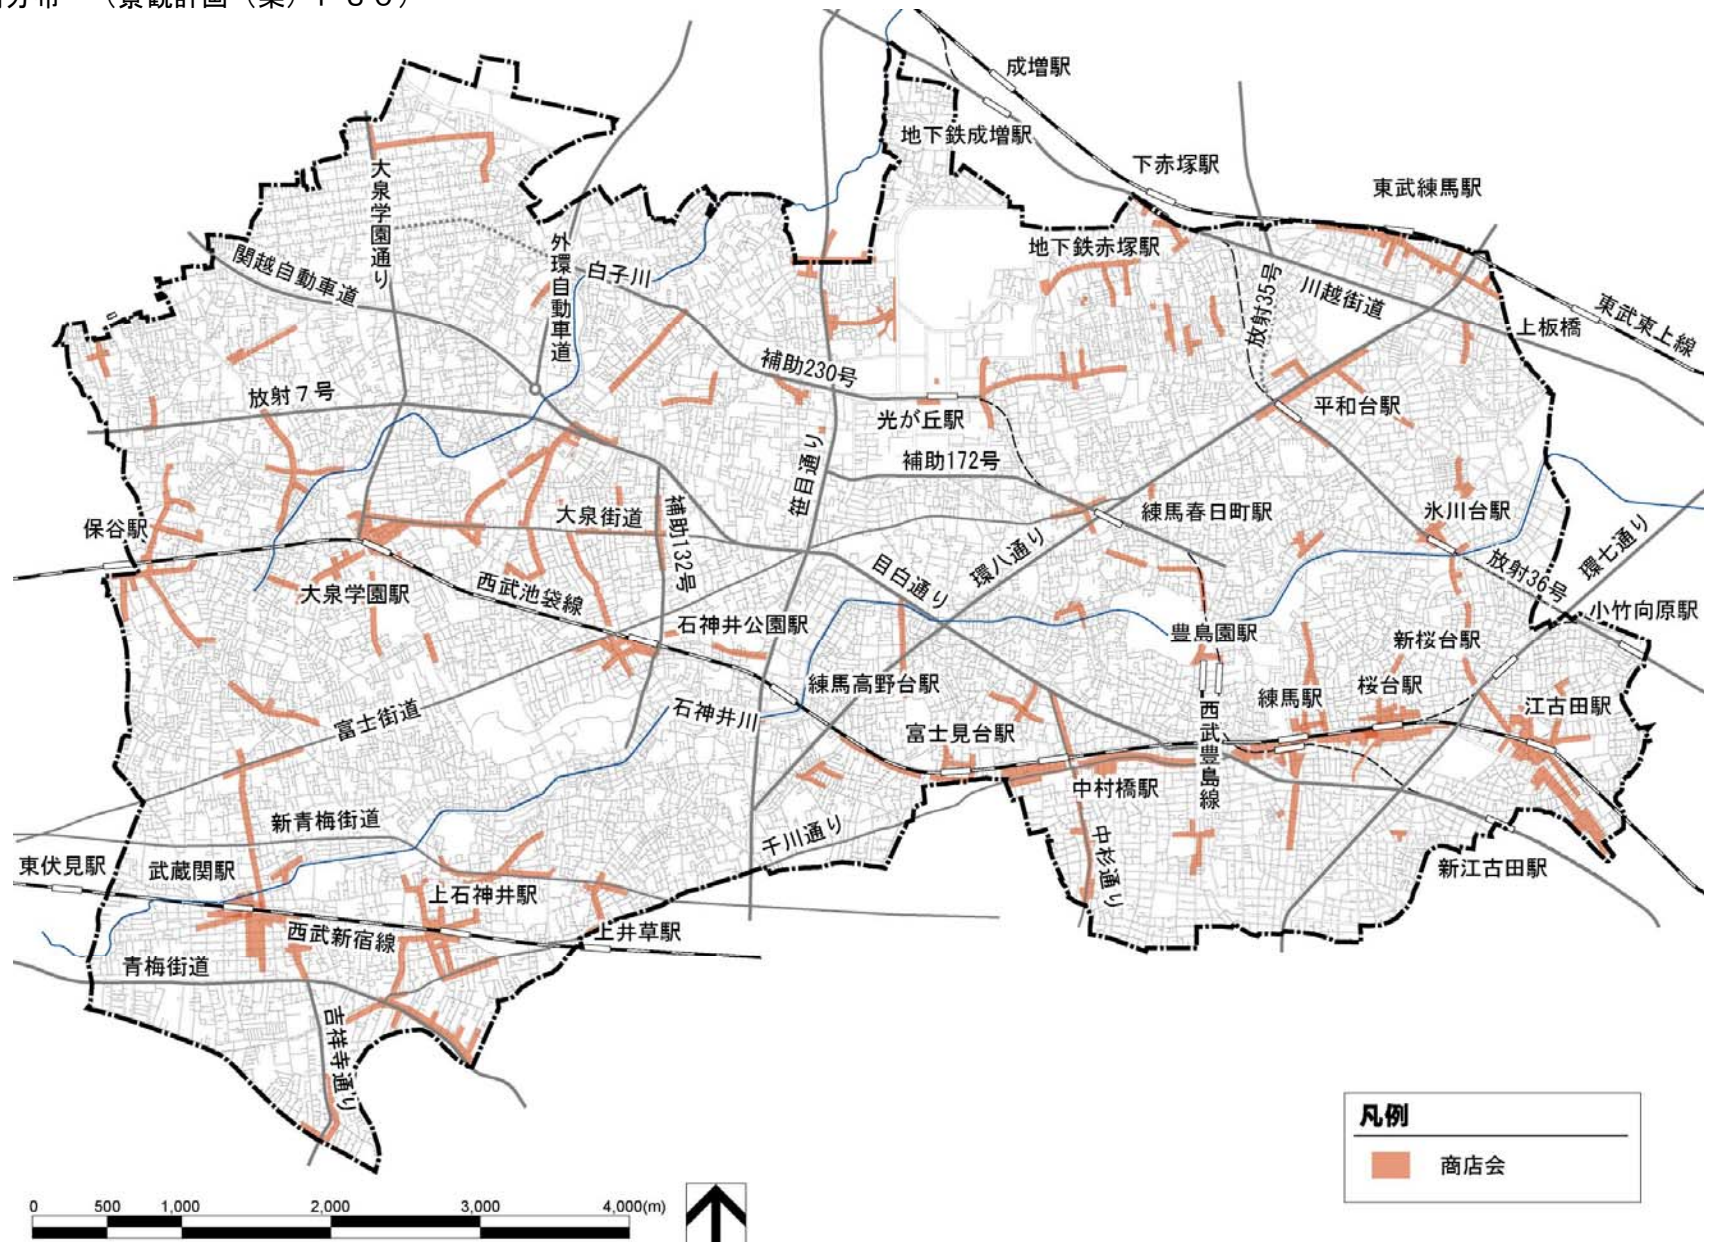 成増駅
地下鉄成増駅
下赤塚駅
東武練馬駅
大泉学園通り
地下鉄赤塚駅
関越自動車道
外環自動車道
白子川
放射35号
川越街道
東武東上線
上板橋
補助230号
放射7号
光が丘駅
平和台駅
笹目通り
補助172号
大泉街道
補助132号
練馬春日町駅
氷川台駅
保谷駅
環八通り
環七通り
目白通り
放射36号
大泉学園駅
西武池袋線
石神井公園駅
豊島園駅
小竹向原駅
新桜台駅
練馬高野台駅
桜台駅
練馬駅
江古田駅
石神井川
富士街道
富士見台駅
西武豊島線
中村橋駅
新青梅街道
千川通り
中杉通り
東伏見駅
武蔵関駅
新江古田駅
上石神井駅
西武新宿線
上井草駅
青梅街道
吉祥寺通り
凡例
商店会
0 500 1,000 2,000 3,000 4,000(m)